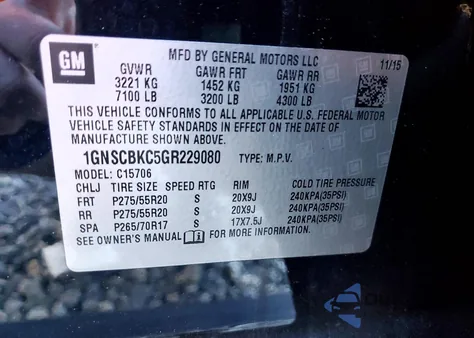 GM
MFD BY GENERAL MOTORS LLC
11/15
GVWR GAWR FRT GAWR RR
3221 KG 1452 KG 1951 KG
7100 LB 3200 LB 4300 LB
THIS VEHICLE CONFORMS TO ALL APPLICABLE U.S. FEDERAL MOTOR
VEHICLE SAFETY STANDARDS IN EFFECT ON THE DATE OF
MANUFACTURE SHOWN ABOVE.
1GNSCBKC5GR229080 TYPE: M.P.V.
MODEL: C15706
CHLJ TIRE SIZE SPEED RTG RIM COLD TIRE PRESSURE
FRT P275/55R20 S 20X9J 240KPA(35PSI)
RR P275/55R20 S 20X9J 240KPA(35PSI)
SPA P265/70R17 S 17X7.5J 240KPA(35PSI)
SEE OWNER'S MANUAL FOR MORE INFORMATION.